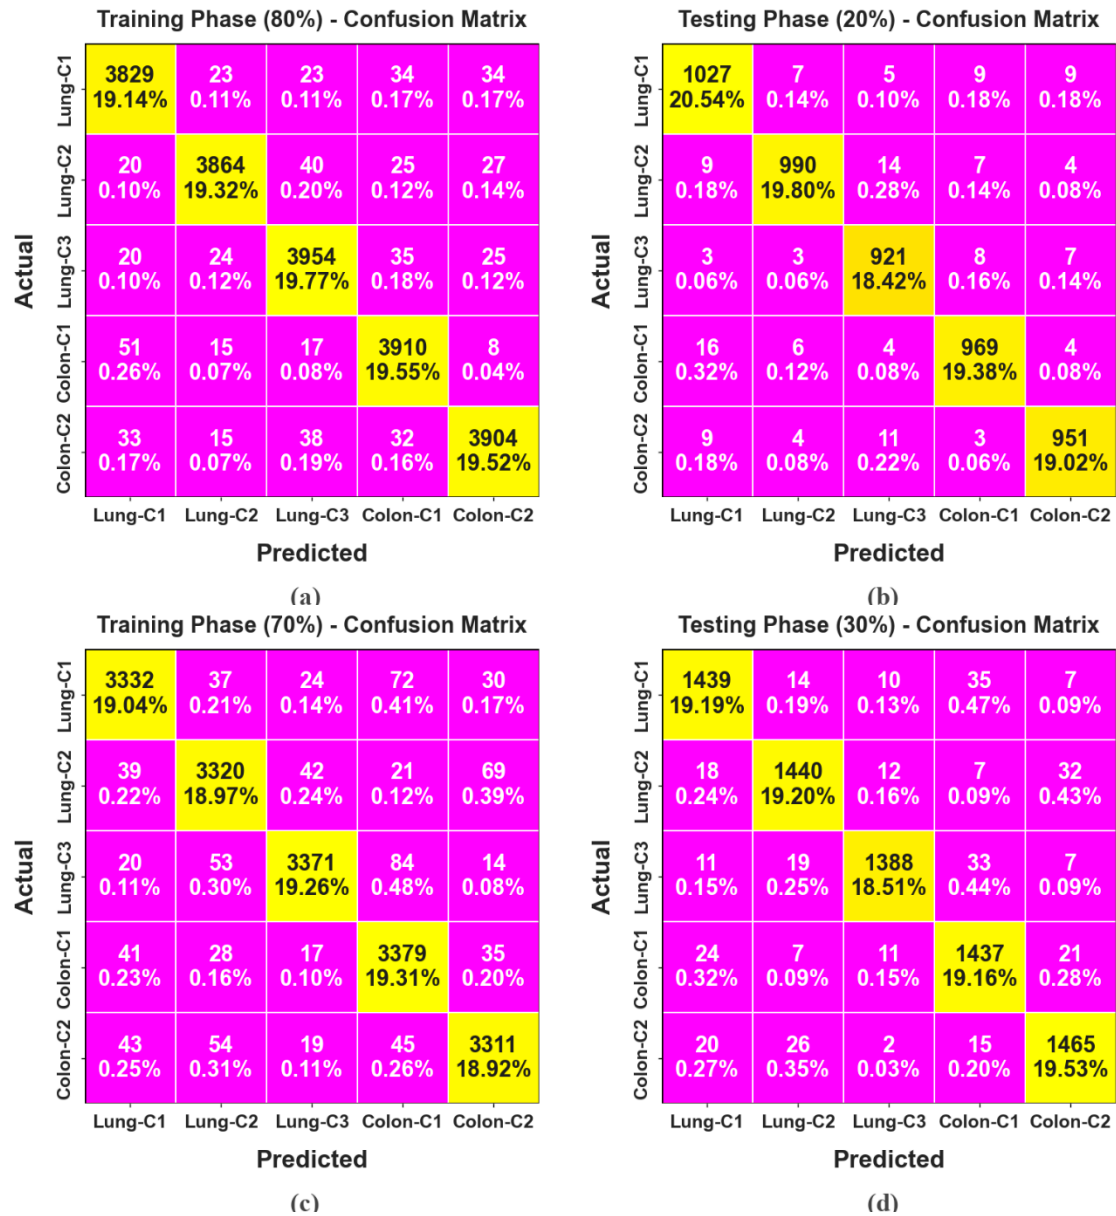 Training Phase (80%) - Confusion Matrix
Actual
Lung-C1
3829 23 23 34 34
19.14% 0.11% 0.11% 0.17% 0.17%
Lung-C2
20 3864 40 25 27
0.10% 19.32% 0.20% 0.12% 0.14%
Lung-C3
20 24 3954 35 25
0.10% 0.12% 19.77% 0.18% 0.12%
Colon-C1
51 15 17 3910 8
0.26% 0.07% 0.08% 19.55% 0.04%
Colon-C2
33 15 38 32 3904
0.17% 0.07% 0.19% 0.16% 19.52%
Lung-C1 Lung-C2 Lung-C3 Colon-C1 Colon-C2
Predicted
(a)
Testing Phase (20%) - Confusion Matrix
Actual
Lung-C1
1027 7 5 9 9
20.54% 0.14% 0.10% 0.18% 0.18%
Lung-C2
9 990 14 7 4
0.18% 19.80% 0.28% 0.14% 0.08%
Lung-C3
3 3 921 8 7
0.06% 0.06% 18.42% 0.16% 0.14%
Colon-C1
16 6 4 969 4
0.32% 0.12% 0.08% 19.38% 0.08%
Colon-C2
9 4 11 3 951
0.18% 0.08% 0.22% 0.06% 19.02%
Lung-C1 Lung-C2 Lung-C3 Colon-C1 Colon-C2
Predicted
(b)
Training Phase (70%) - Confusion Matrix
Actual
Lung-C1
3332 37 24 72 30
19.04% 0.21% 0.14% 0.41% 0.17%
Lung-C2
39 3320 42 21 69
0.22% 18.97% 0.24% 0.12% 0.39%
Lung-C3
20 53 3371 84 14
0.11% 0.30% 19.26% 0.48% 0.08%
Colon-C1
41 28 17 3379 35
0.23% 0.16% 0.10% 19.31% 0.20%
Colon-C2
43 54 19 45 3311
0.25% 0.31% 0.11% 0.26% 18.92%
Lung-C1 Lung-C2 Lung-C3 Colon-C1 Colon-C2
Predicted
(c)
Testing Phase (30%) - Confusion Matrix
Actual
Lung-C1
1439 14 10 35 7
19.19% 0.19% 0.13% 0.47% 0.09%
Lung-C2
18 1440 12 7 32
0.24% 19.20% 0.16% 0.09% 0.43%
Lung-C3
11 19 1388 33 7
0.15% 0.25% 18.51% 0.44% 0.09%
Colon-C1
24 7 11 1437 21
0.32% 0.09% 0.15% 19.16% 0.28%
Colon-C2
20 26 2 15 1465
0.27% 0.35% 0.03% 0.20% 19.53%
Lung-C1 Lung-C2 Lung-C3 Colon-C1 Colon-C2
Predicted
(d)